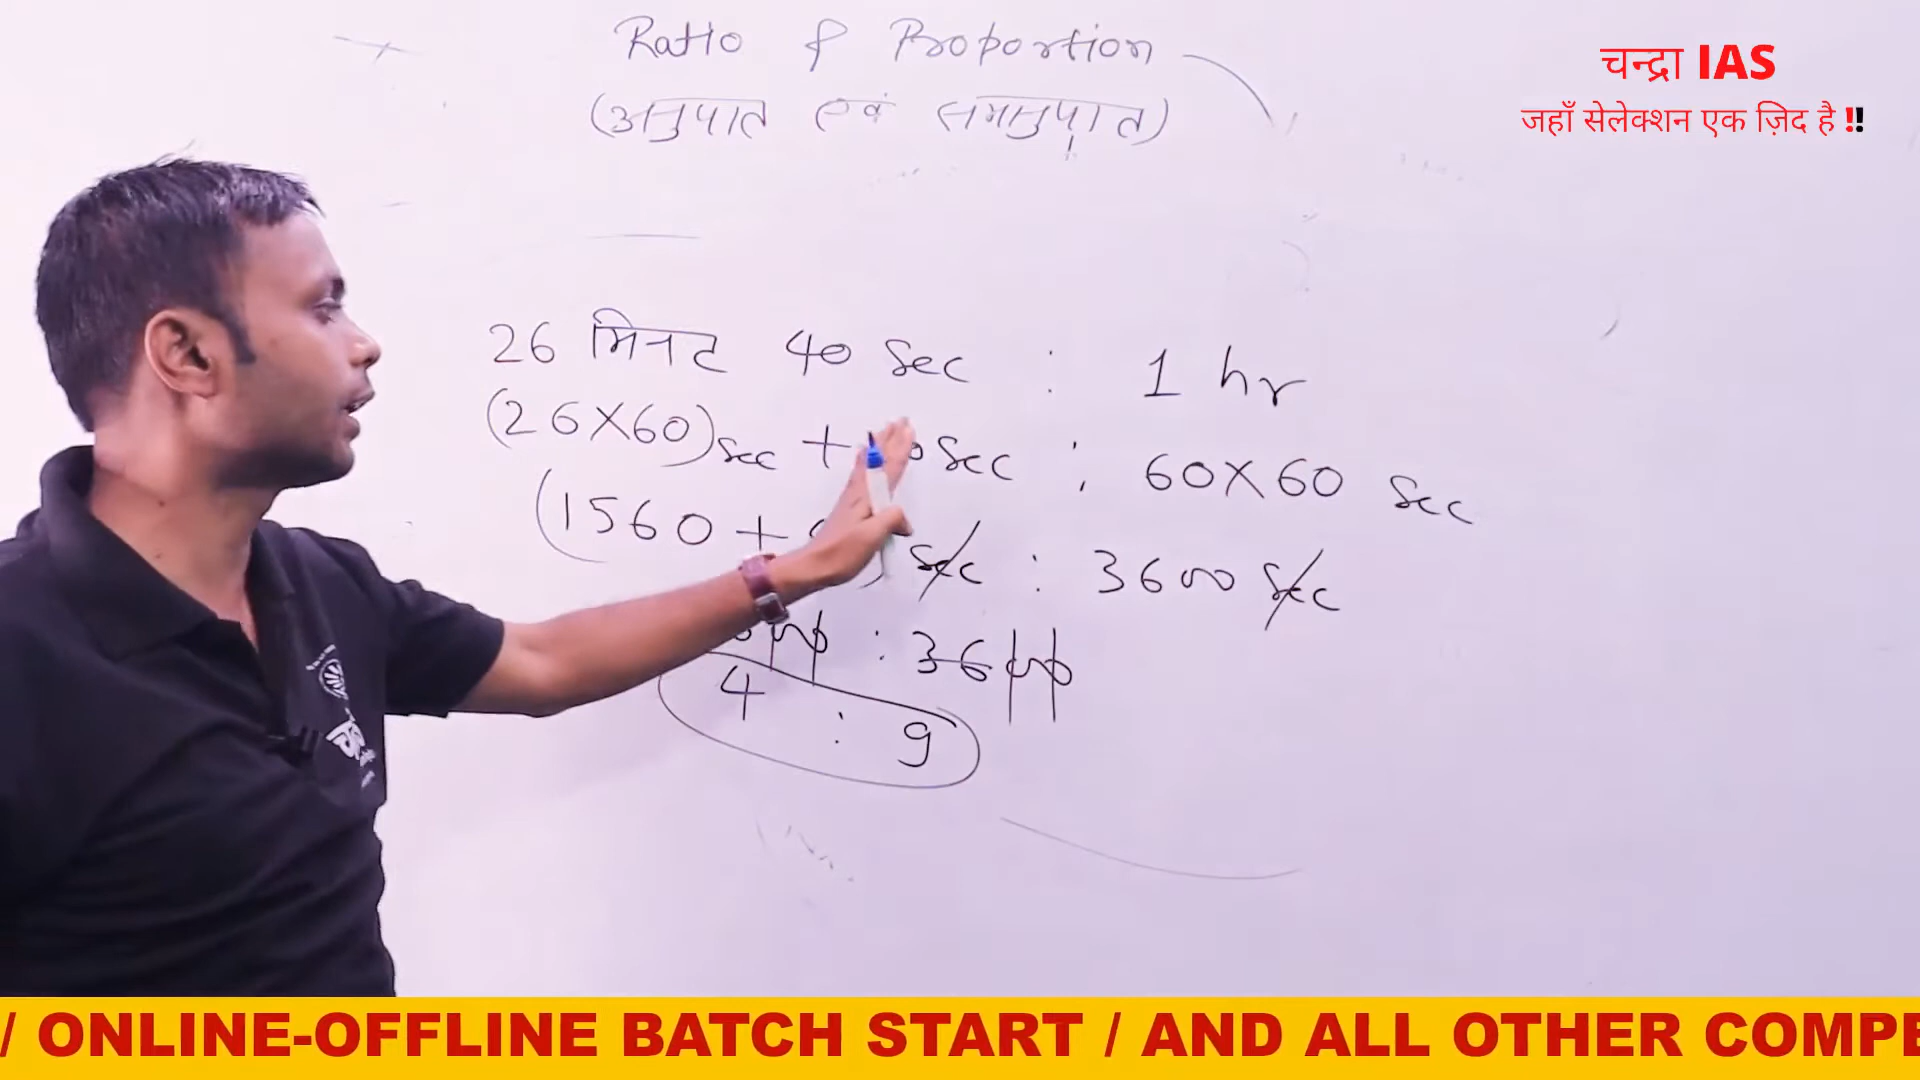 Ratio & Proportion
(अनुपात एवं समानुपात)
चन्द्रा IAS
जहाँ सेलेक्शन एक ज़िद है !!
26 मिनट 40 sec : 1 hr
(26×60)sec + sec : 60×60 sec
(1560 + ) sec : 3600 sec
: 3600
4 : 9
/ ONLINE-OFFLINE BATCH START / AND ALL OTHER COMPE